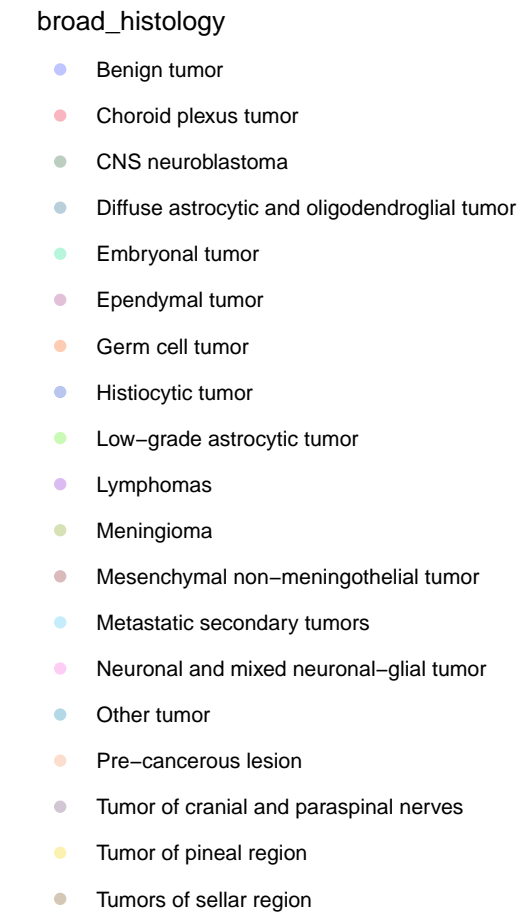 broad_histology
Benign tumor
Choroid plexus tumor
CNS neuroblastoma
Diffuse astrocytic and oligodendroglial tumor
Embryonal tumor
Ependymal tumor
Germ cell tumor
Histiocytic tumor
Low−grade astrocytic tumor
Lymphomas
Meningioma
Mesenchymal non−meningothelial tumor
Metastatic secondary tumors
Neuronal and mixed neuronal−glial tumor
Other tumor
Pre−cancerous lesion
Tumor of cranial and paraspinal nerves
Tumor of pineal region
Tumors of sellar region